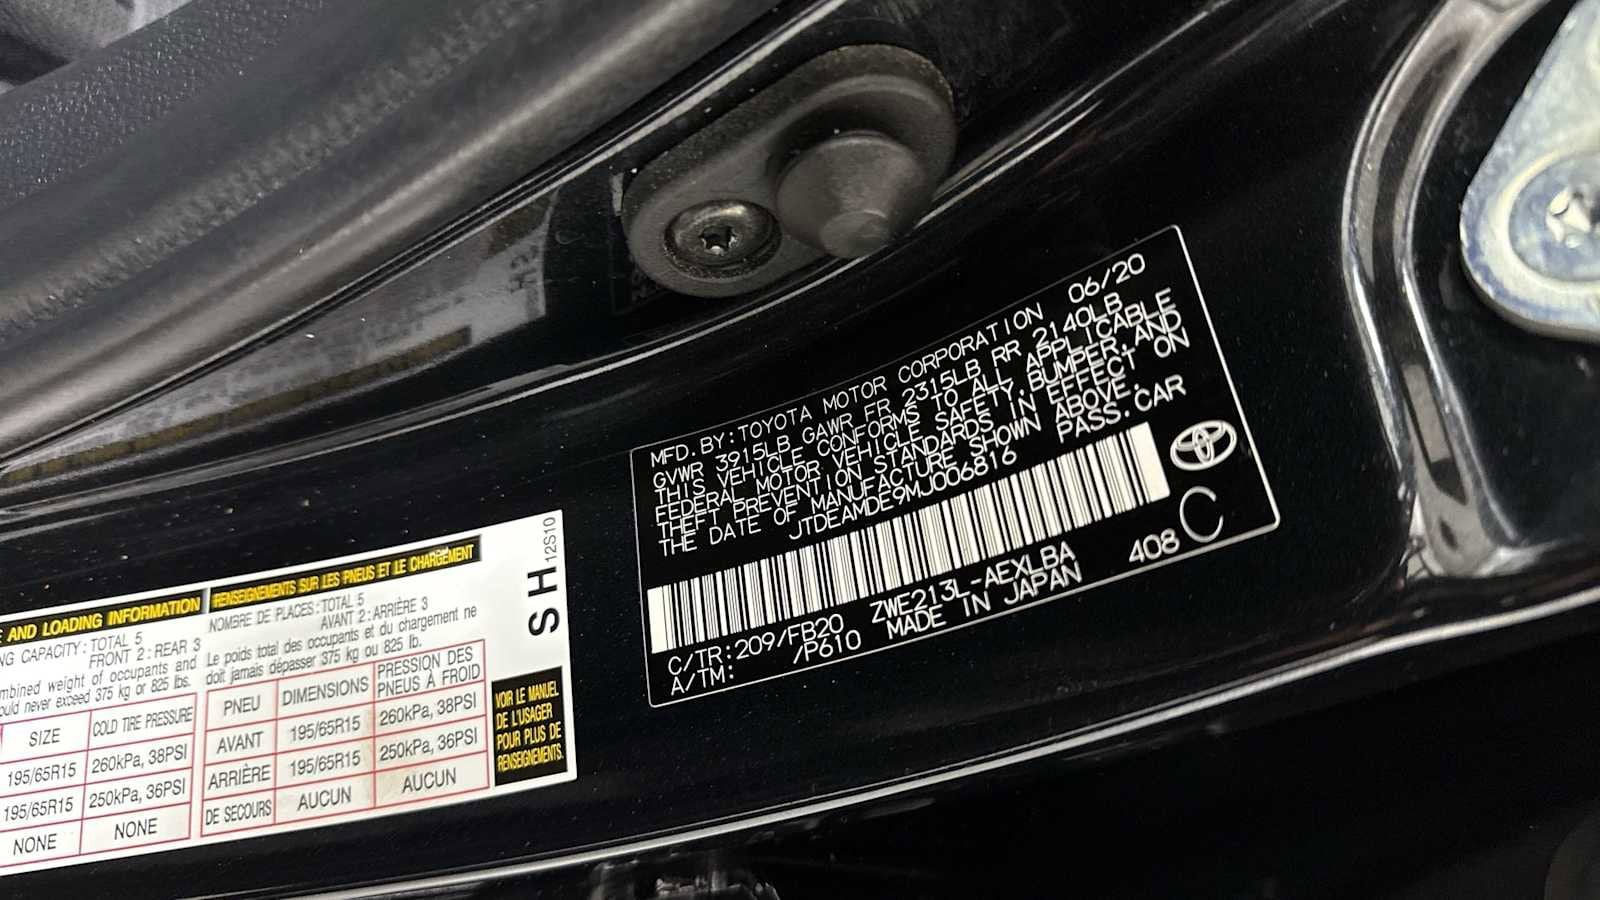 MFD.BY:TOYOTA MOTOR CORPORATION 06/20
GVWR 3915LB GAWR FR 2315LB RR 2140LB
THIS VEHICLE CONFORMS TO ALL APPLICABLE
FEDERAL MOTOR VEHICLE SAFETY, BUMPER, AND
THEFT PREVENTION STANDARDS IN EFFECT ON
THE DATE OF MANUFACTURE SHOWN ABOVE.
JTDEAMDE9MJ006816 PASS.CAR
C/TR:209/FB20 ZWE213L-AEXLBA 408 C
A/TM: /P610 MADE IN JAPAN
AND LOADING INFORMATION
CAPACITY: TOTAL 5
FRONT 2: REAR 3
weight of occupants and
never exceed 375 kg or 825 lbs.
SIZE COLD TIRE PRESSURE
195/65R15 260kPa, 38PSI
195/65R15 250kPa, 36PSI
NONE NONE
RENSEIGNEMENTS SUR LES PNEUS ET LE CHARGEMENT
NOMBRE DE PLACES: TOTAL 5
AVANT 2: ARRIÈRE 3
Le poids total des occupants et du chargement ne
doit jamais dépasser 375 kg ou 825 lb.
PNEU DIMENSIONS PRESSION DES PNEUS À FROID
AVANT 195/65R15 260kPa, 38PSI
ARRIÈRE 195/65R15 250kPa, 36PSI
DE SECOURS AUCUN AUCUN
SH 12S10
VOIR LE MANUEL
DE L'USAGER
POUR PLUS DE
RENSEIGNEMENTS.